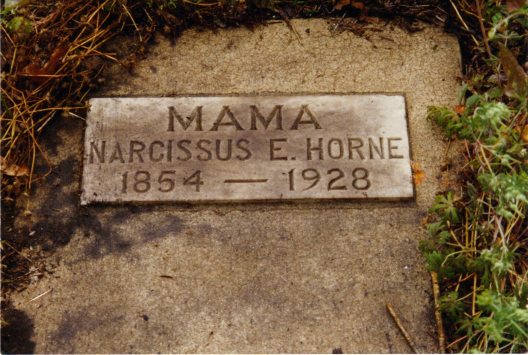 MAMA
NARCISSUS E. HORNE
1854 — 1928